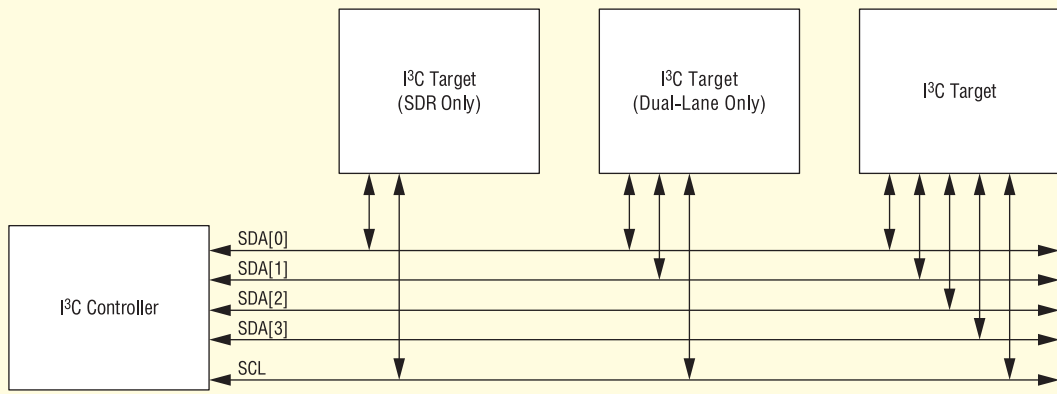 I³C Target
(SDR Only)
I³C Target
(Dual-Lane Only)
I³C Target
I³C Controller
SDA[0]
SDA[1]
SDA[2]
SDA[3]
SCL